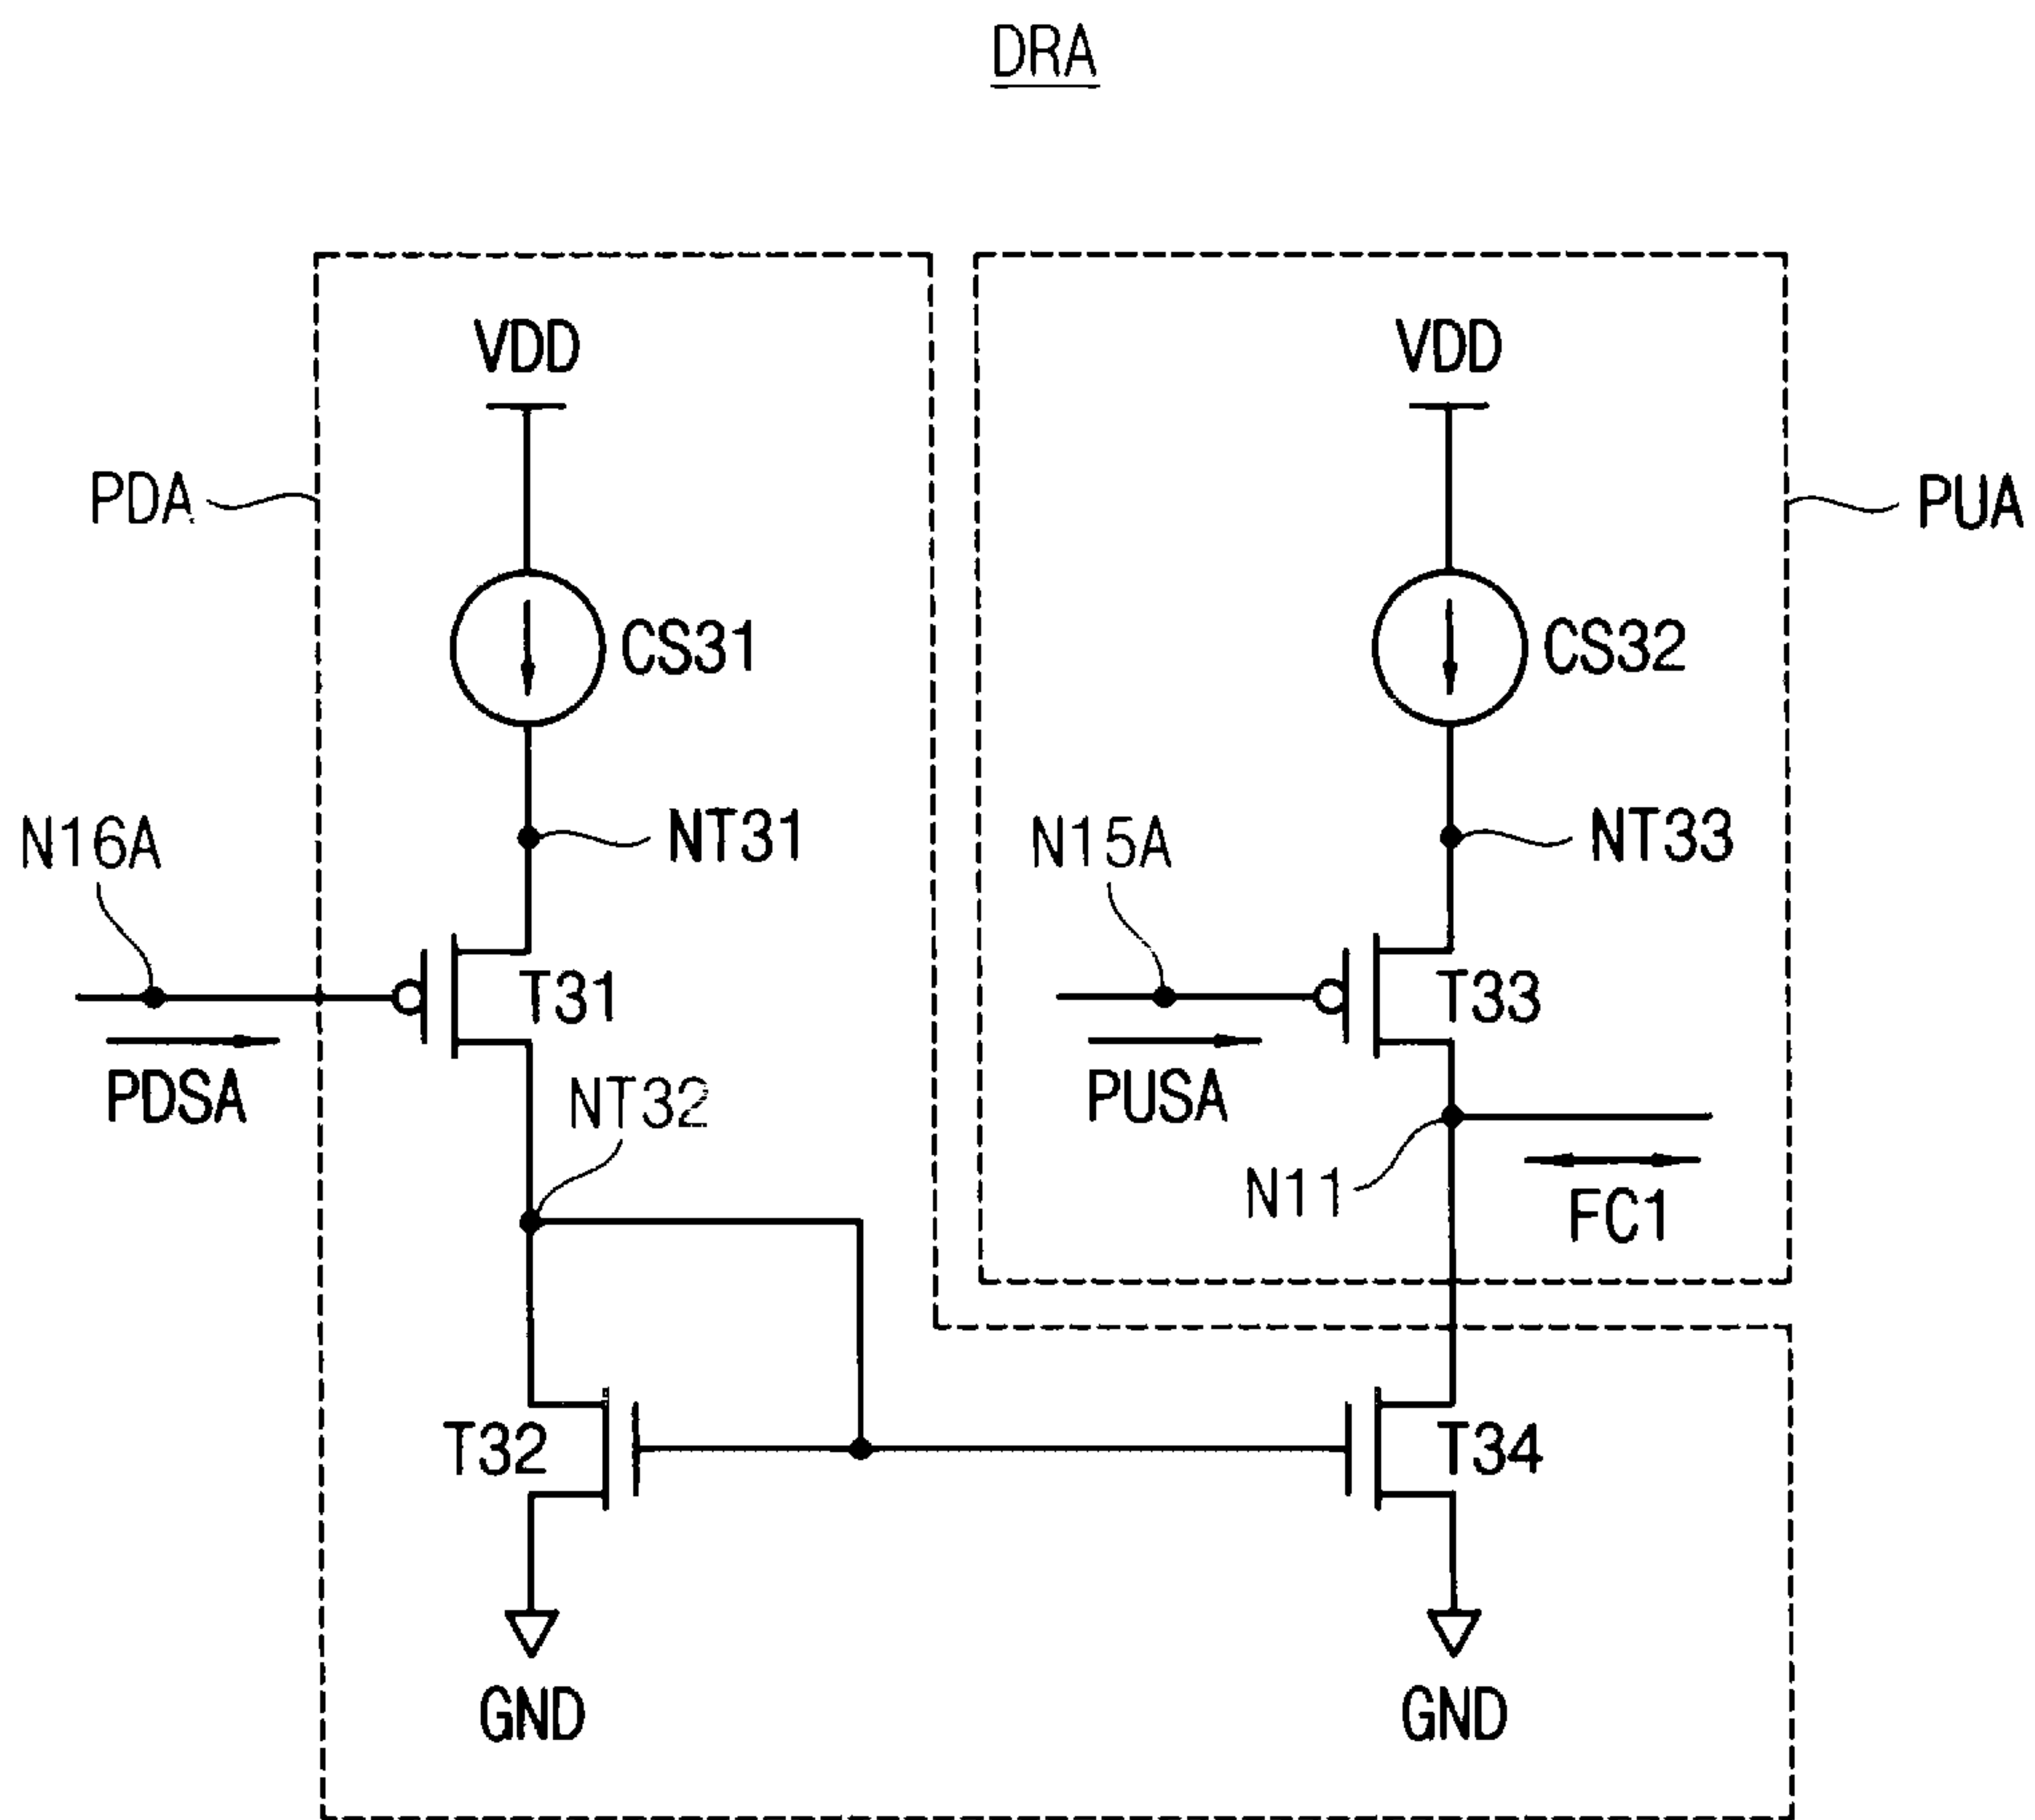 DRA
VDD
VDD
PDA
PUA
CS31
CS32
N16A
NT31
N15A
NT33
T31
T33
PDSA
NT32
PUSA
N11
FC1
T32
T34
GND
GND